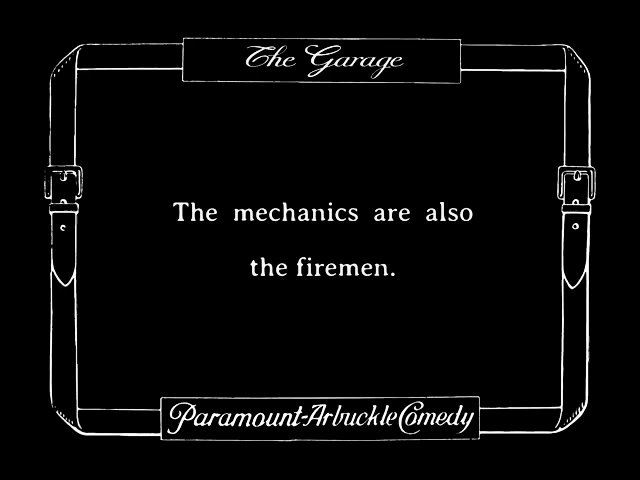 The Garage
The mechanics are also
the firemen.
Paramount-Arbuckle Comedy